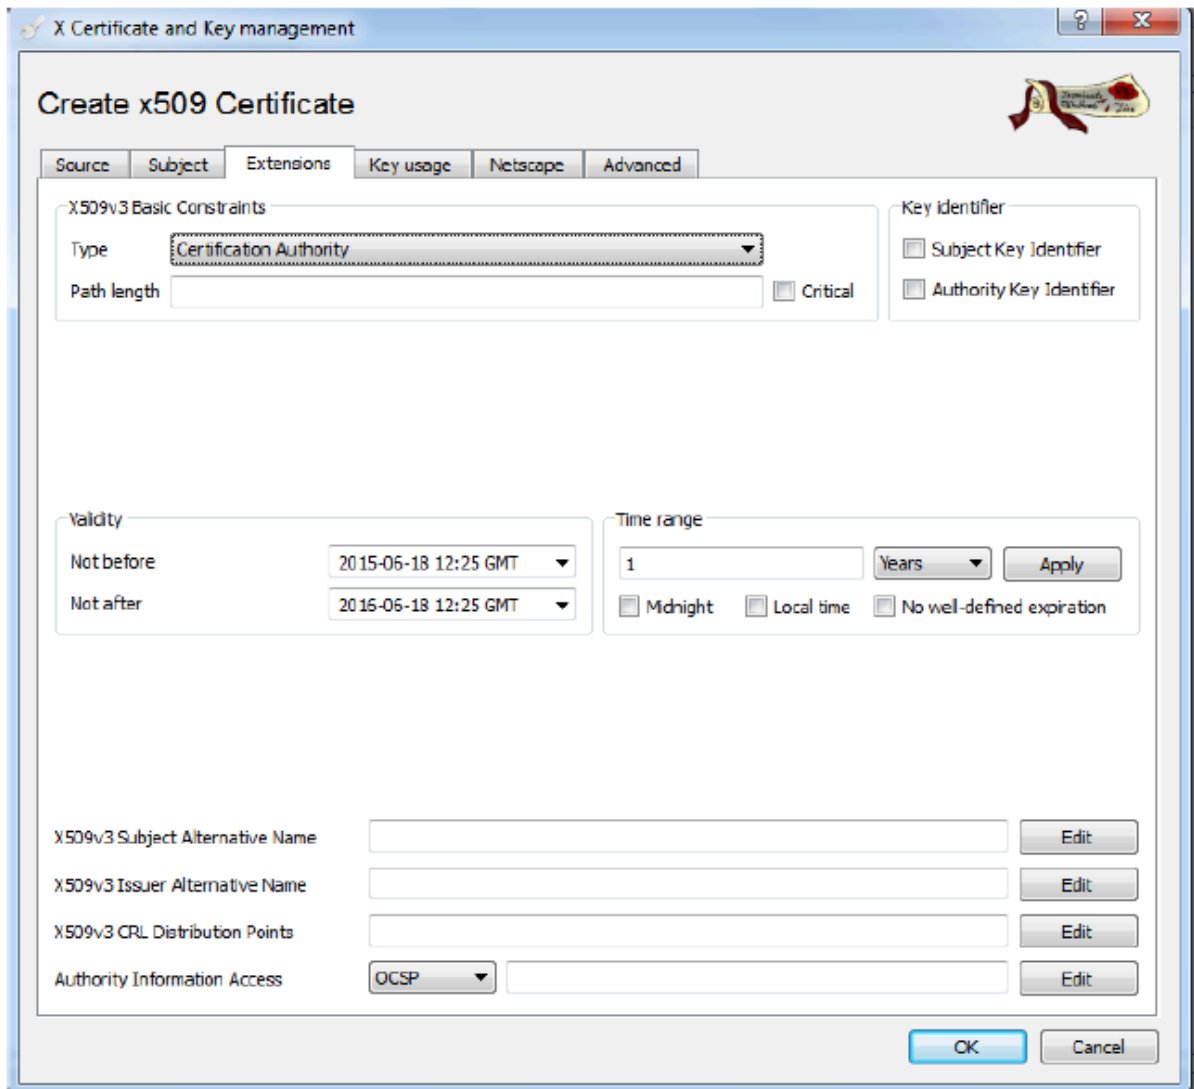 X Certificate and Key management
Create x509 Certificate
Source Subject Extensions Key usage Netscape Advanced
X509v3 Basic Constraints
Type Certification Authority
Path length Critical
Key identifier
Subject Key Identifier
Authority Key Identifier
Validity
Not before 2015-06-18 12:25 GMT
Not after 2016-06-18 12:25 GMT
Time range
1 Years Apply
Midnight Local time No well-defined expiration
X509v3 Subject Alternative Name Edit
X509v3 Issuer Alternative Name Edit
X509v3 CRL Distribution Points Edit
Authority Information Access OCSP Edit
OK Cancel